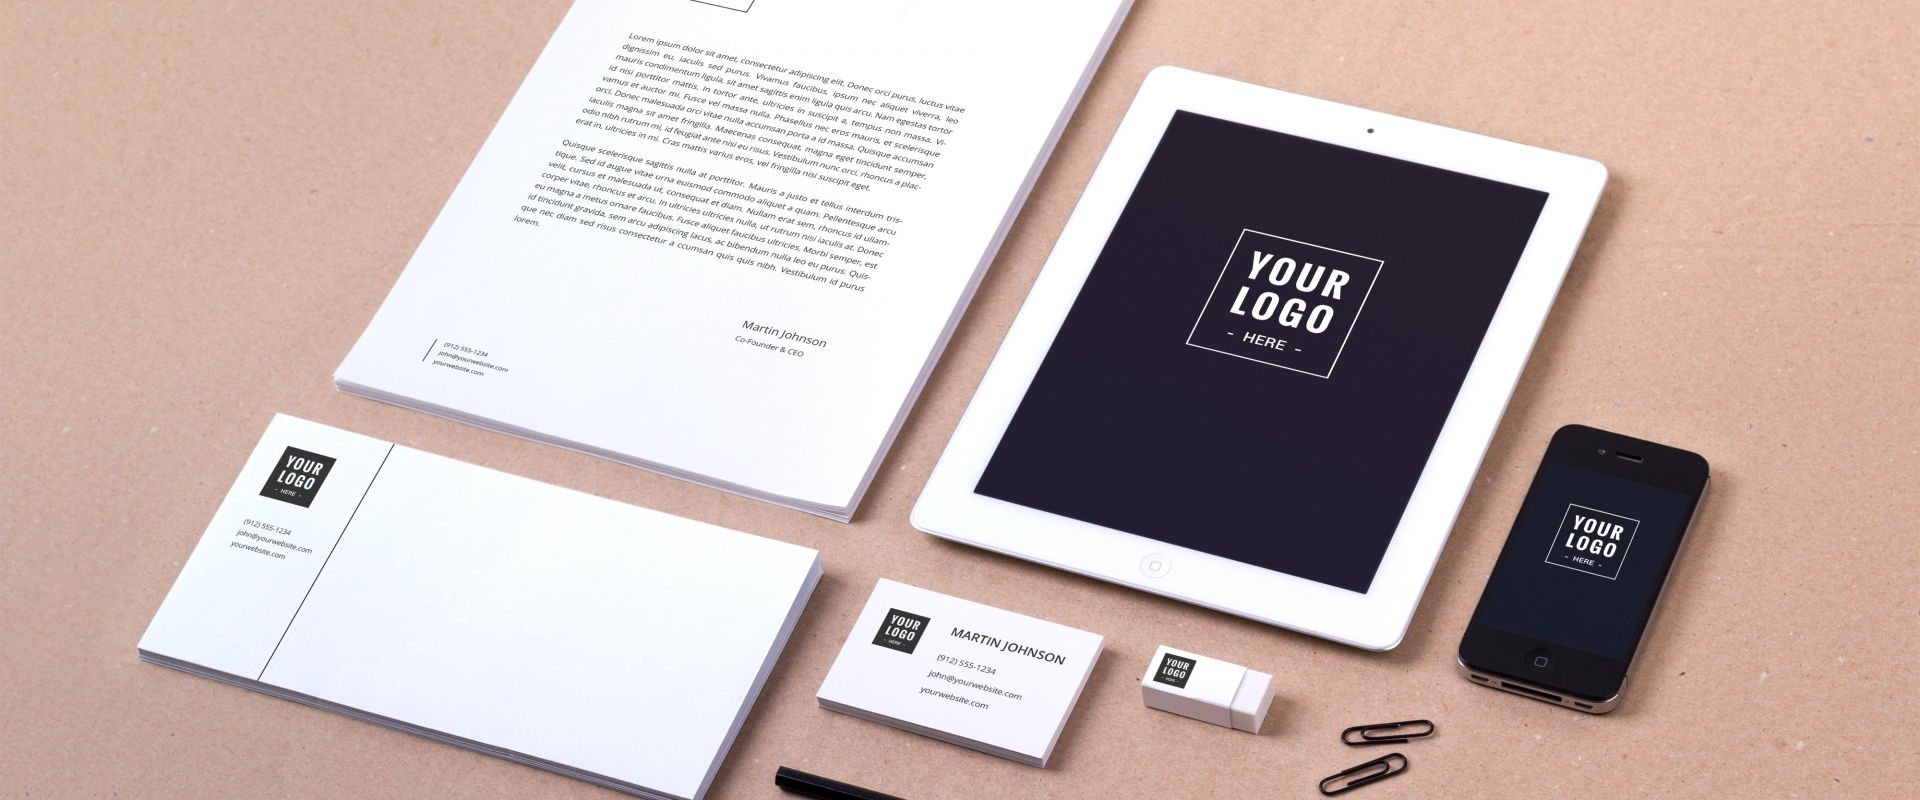 Lorem ipsum dolor sit amet, consectetur adipiscing elit. Donec orci purus, luctus vitae
dignissim eu, iaculis sed purus. Vivamus faucibus, ipsum nec aliquet viverra, leo
mauris condimentum ligula, sit amet sagittis enim ligula quis arcu. Nam egestas tortor
id nisi porttitor mattis. In tortor ante, ultricies in suscipit a, tempus non massa. Vi-
vamus et auctor mi. Fusce vel massa nulla. Phasellus nec eros mauris, et scelerisque
orci. Donec malesuada orci vitae nulla accumsan porta a id massa. Quisque accumsan
iaculis magna sit amet fringilla. Maecenas consequat, magna eget tincidunt semper,
odio nibh rutrum mi, id feugiat ante nisi eu risus. Vestibulum nunc orci, rhoncus a plac-
erat in, ultricies in mi. Cras mattis varius eros, vel fringilla nisi suscipit eget.
Quisque scelerisque sagittis nulla at porttitor. Mauris a justo et tellus interdum tris-
tique. Sed id augue vitae urna euismod commodo aliquet a quam. Pellentesque arcu
velit, cursus et malesuada ut, consequat et diam. Nullam erat sem, rhoncus id ullam-
corper vitae, rhoncus et arcu. In ultricies ultricies nulla, ut rutrum nisi iaculis at. Donec
eu magna a metus ornare faucibus. Fusce aliquet faucibus ultricies. Morbi semper, est
id tincidunt gravida, sem arcu adipiscing lacus, ac bibendum nulla leo eu purus. Quis-
que nec diam sed risus consectetur a ccumsan quis quis nibh. Vestibulum id purus
lorem.
Martin Johnson
Co-Founder & CEO
(912) 555-1234
john@yourwebsite.com
yourwebsite.com
YOUR
LOGO
- HERE -
(912) 555-1234
john@yourwebsite.com
yourwebsite.com
YOUR
LOGO
- HERE -
MARTIN JOHNSON
(912) 555-1234
john@yourwebsite.com
yourwebsite.com
YOUR
LOGO
- HERE -
YOUR
LOGO
- HERE -
YOUR
LOGO
- HERE -